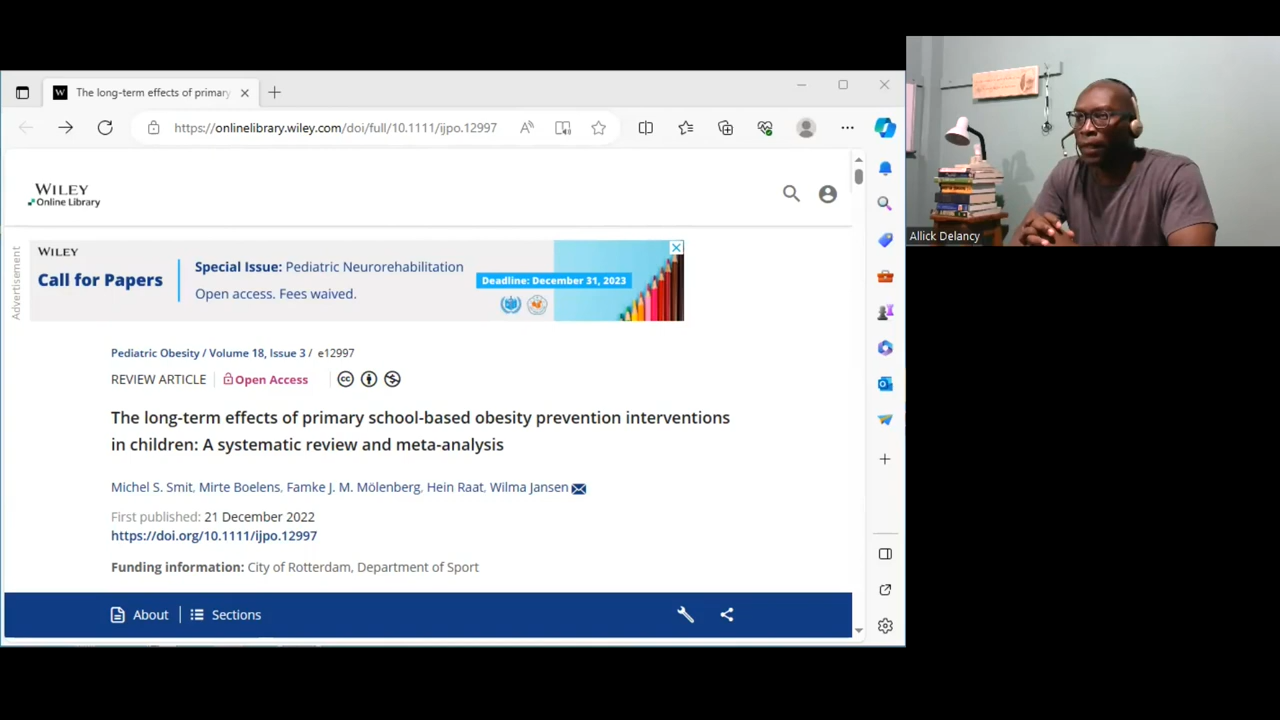 The long-term effects of primary
https://onlinelibrary.wiley.com/doi/full/10.1111/ijpo.12997
WILEY
Online Library
Advertisement
WILEY
Call for Papers
Special Issue: Pediatric Neurorehabilitation
Open access. Fees waived.
Deadline: December 31, 2023
Pediatric Obesity / Volume 18, Issue 3 / e12997
REVIEW ARTICLE
Open Access
The long-term effects of primary school-based obesity prevention interventions
in children: A systematic review and meta-analysis
Michel S. Smit, Mirte Boelens, Famke J. M. Mölenberg, Hein Raat, Wilma Jansen
First published: 21 December 2022
https://doi.org/10.1111/ijpo.12997
Funding information: City of Rotterdam, Department of Sport
About
Sections
Allick Delancy